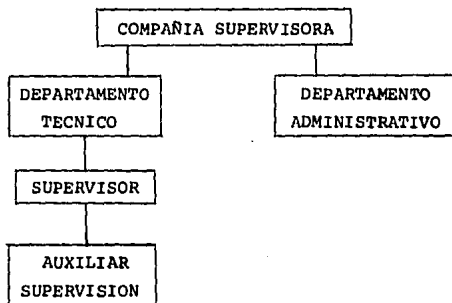 COMPAÑIA SUPERVISORA
DEPARTAMENTO
TECNICO
DEPARTAMENTO
ADMINISTRATIVO
SUPERVISOR
AUXILIAR
SUPERVISION